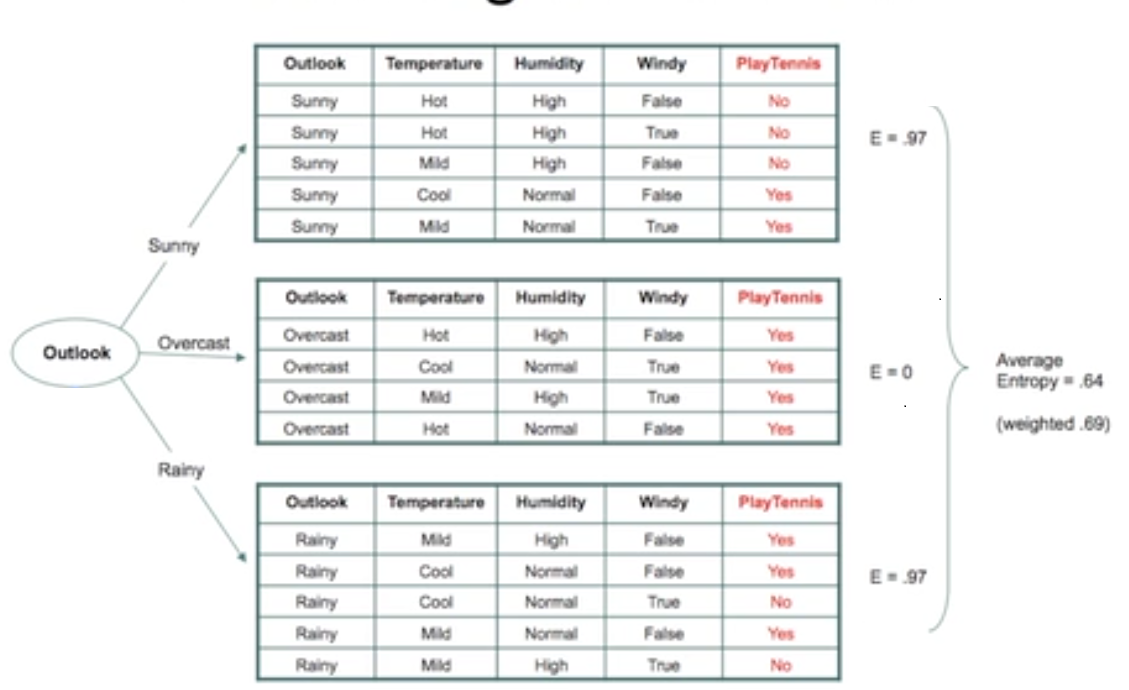 Outlook Temperature Humidity Windy PlayTennis
Sunny Hot High False No
Sunny Hot High True No
Sunny Mild High False No
Sunny Cool Normal False Yes
Sunny Mild Normal True Yes
E = .97
Sunny
Outlook Temperature Humidity Windy PlayTennis
Overcast Hot High False Yes
Overcast Cool Normal True Yes
Overcast Mild High True Yes
Overcast Hot Normal False Yes
Outlook
Overcast
E = 0
Average
Entropy = .64
(weighted .69)
Rainy
Outlook Temperature Humidity Windy PlayTennis
Rainy Mild High False Yes
Rainy Cool Normal False Yes
Rainy Cool Normal True No
Rainy Mild Normal False Yes
Rainy Mild High True No
E = .97